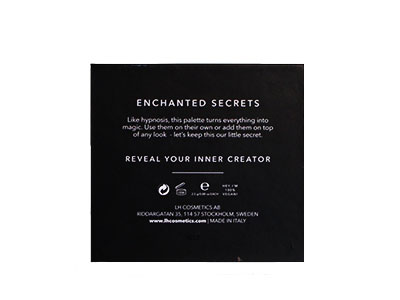 ENCHANTED SECRETS
Like hypnosis, this palette turns everything into
magic. Use them on their own or add them on top
of any look - let's keep this our little secret.
REVEAL YOUR INNER CREATOR
LH COSMETICS AB
RIDDARGATAN 35, 114 57 STOCKHOLM, SWEDEN
www.lhcosmetics.com | MADE IN ITALY